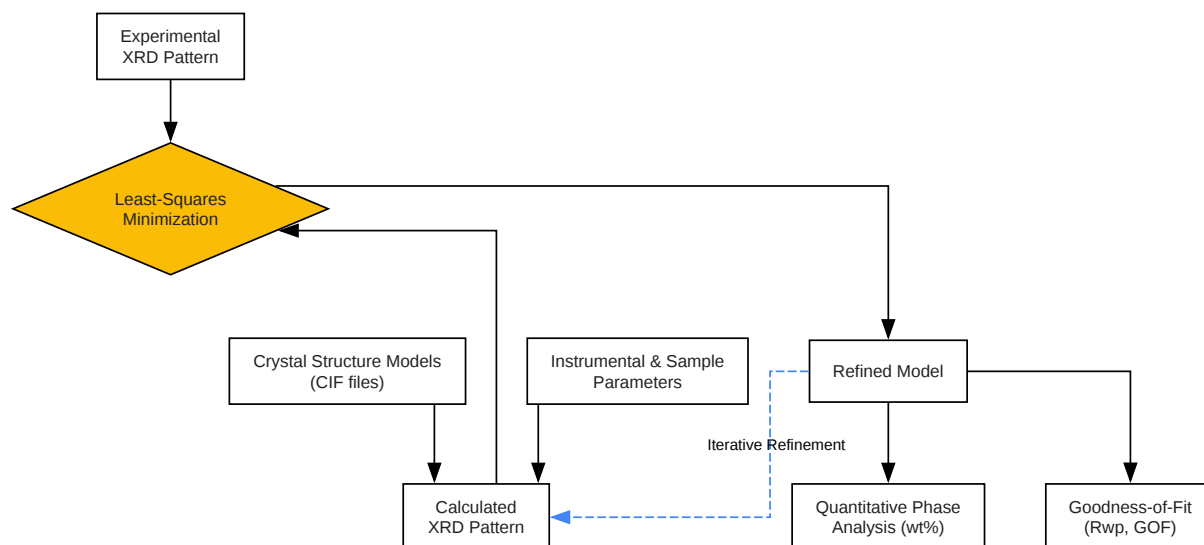 Experimental
XRD Pattern
Least-Squares
Minimization
Crystal Structure Models
(CIF files)
Instrumental & Sample
Parameters
Refined Model
Iterative Refinement
Calculated
XRD Pattern
Quantitative Phase
Analysis (wt%)
Goodness-of-Fit
(Rwp, GOF)